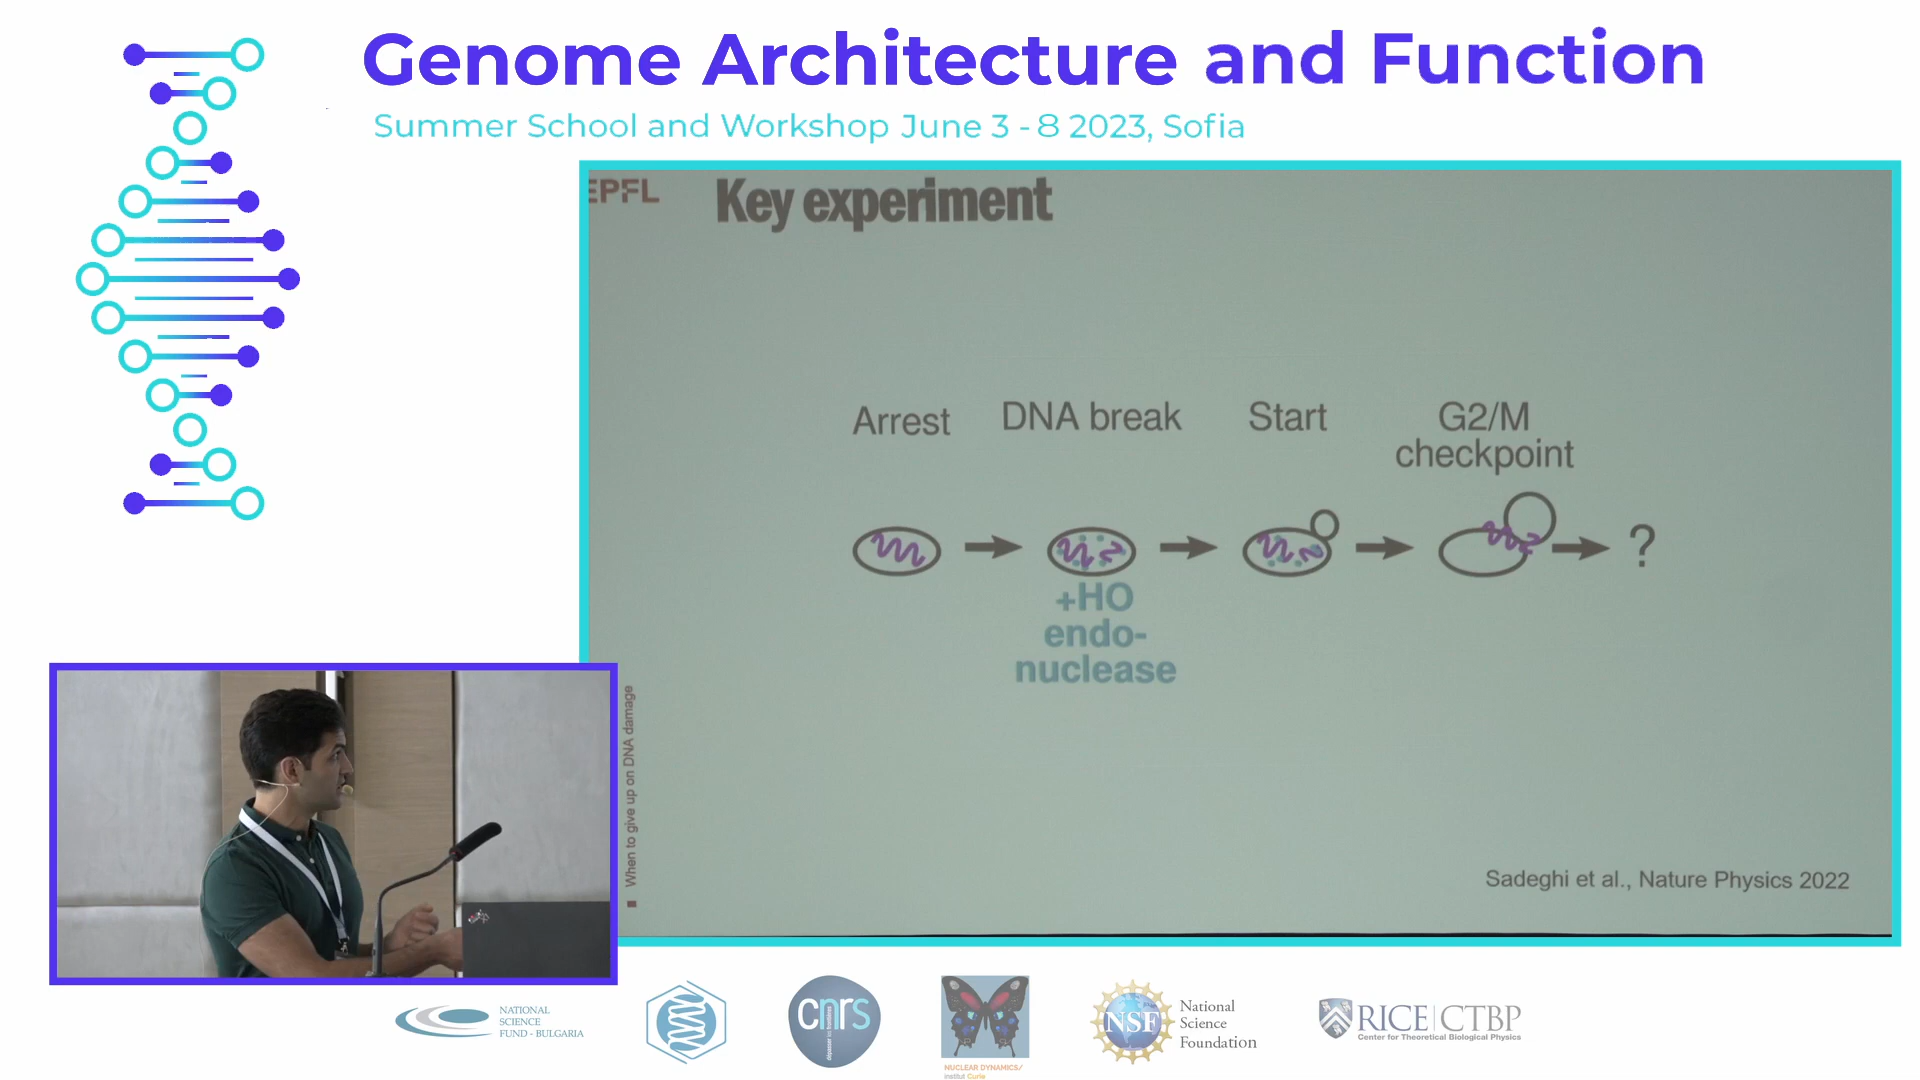 Genome Architecture and Function
Summer School and Workshop June 3 - 8 2023, Sofia
EPFL
Key experiment
Arrest
DNA break
Start
G2/M
checkpoint
?
+HO
endo-
nuclease
When to give up on DNA damage
Sadeghi et al., Nature Physics 2022
NATIONAL
SCIENCE
FUND - BULGARIA
cnrs
dépasser les frontières
NUCLEAR DYNAMICS/
institut Curie
NSF
National
Science
Foundation
RICE | CTBP
Center for Theoretical Biological Physics